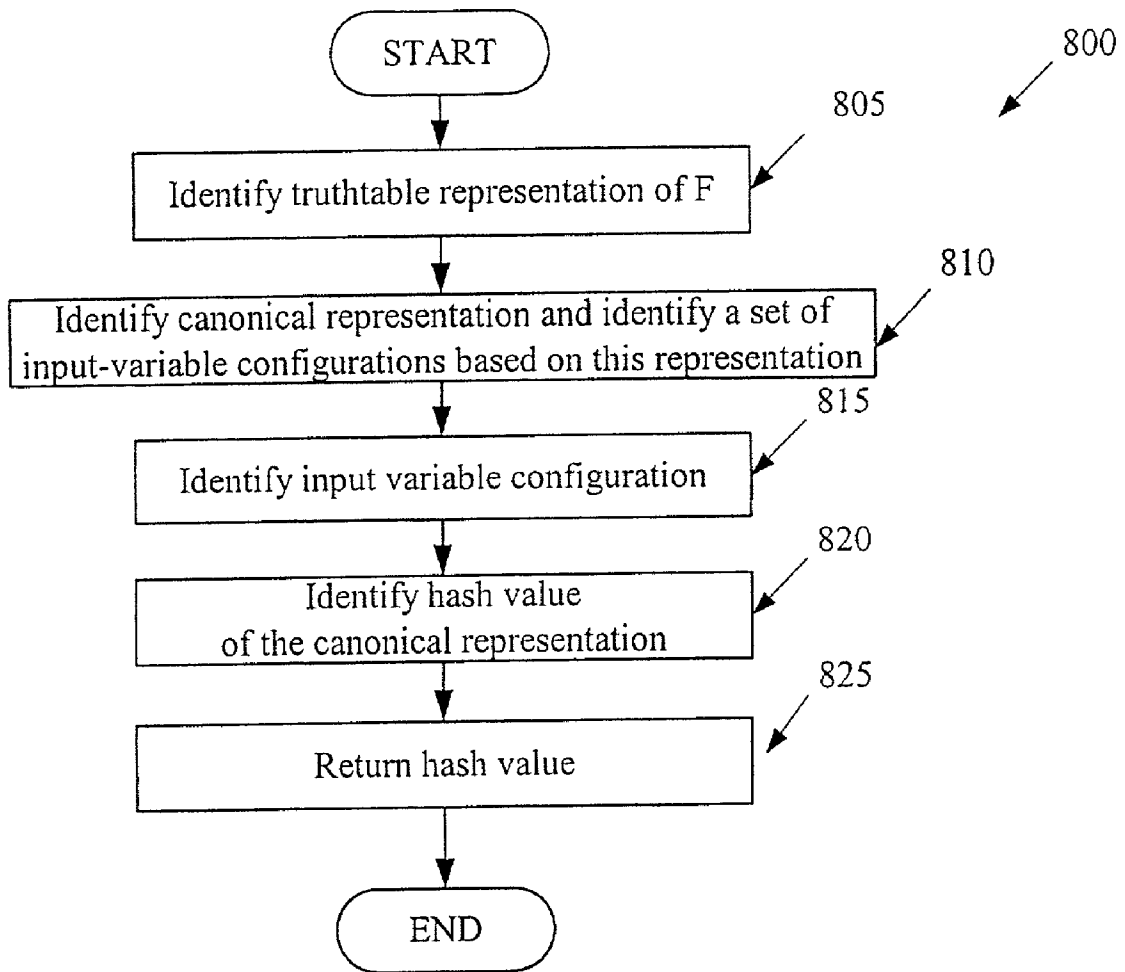 START
800
805
Identify truthtable representation of F
810
Identify canonical representation and identify a set of
input-variable configurations based on this representation
815
Identify input variable configuration
820
Identify hash value
of the canonical representation
825
Return hash value
END